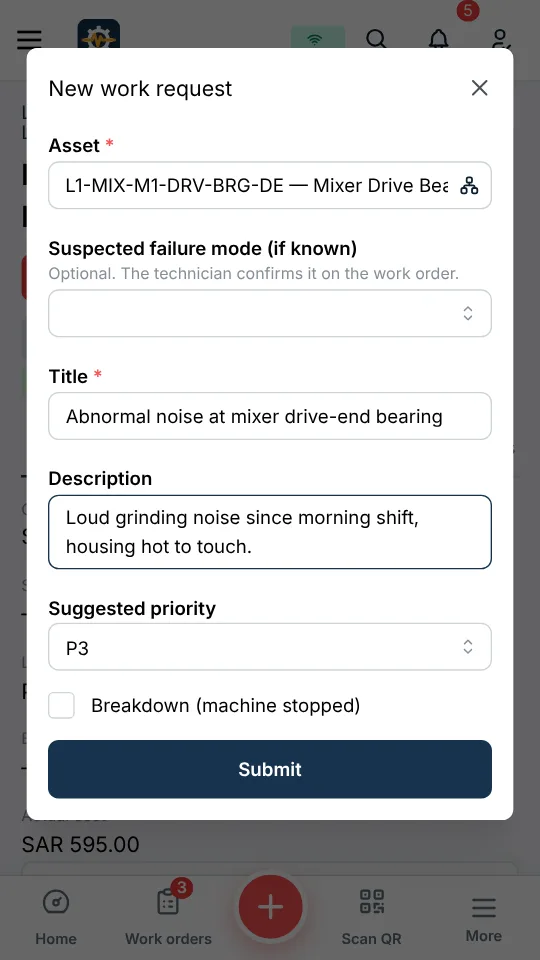 5
New work request
Asset *
L1-MIX-M1-DRV-BRG-DE — Mixer Drive Bea
Suspected failure mode (if known)
Optional. The technician confirms it on the work order.
Title *
Abnormal noise at mixer drive-end bearing
Description
Loud grinding noise since morning shift,
housing hot to touch.
Suggested priority
P3
Breakdown (machine stopped)
Submit
SAR 595.00
3
Home
Work orders
Scan QR
More